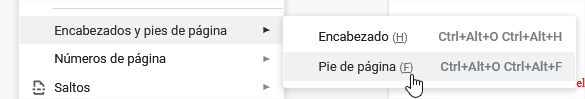 Encabezados y pies de página
Encabezado (H) Ctrl+Alt+O Ctrl+Alt+H
Números de página
Pie de página (F) Ctrl+Alt+O Ctrl+Alt+F
Saltos
el